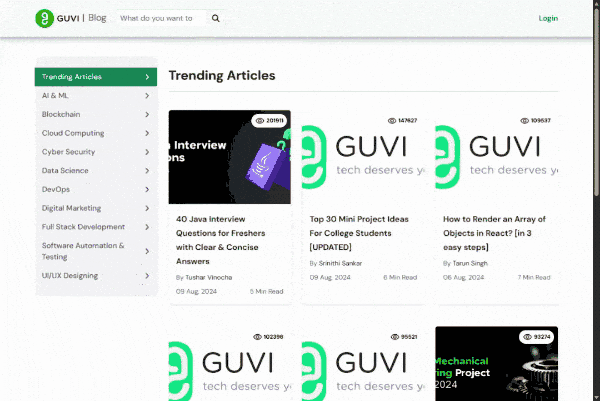 GUVI | Blog
What do you want to
Login
Trending Articles
AI & ML
Blockchain
Cloud Computing
Cyber Security
Data Science
DevOps
Digital Marketing
Full Stack Development
Software Automation &
Testing
UI/UX Designing
Trending Articles
201911
Interview
ons
40 Java Interview
Questions for Freshers
with Clear & Concise
Answers
By Tushar Vinocha
09 Aug, 2024
5 Min Read
147627
GUVI
tech deserves yo
Top 30 Mini Project Ideas
For College Students
[UPDATED]
By Srinithi Sankar
09 Aug, 2024
6 Min Read
109537
GUVI
tech deserves yo
How to Render an Array of
Objects in React? [in 3
easy steps]
By Tarun Singh
06 Aug, 2024
7 Min Read
102398
GUVI
tech deserves yo
95521
GUVI
tech deserves yo
93274
Mechanical
ring Project
2024